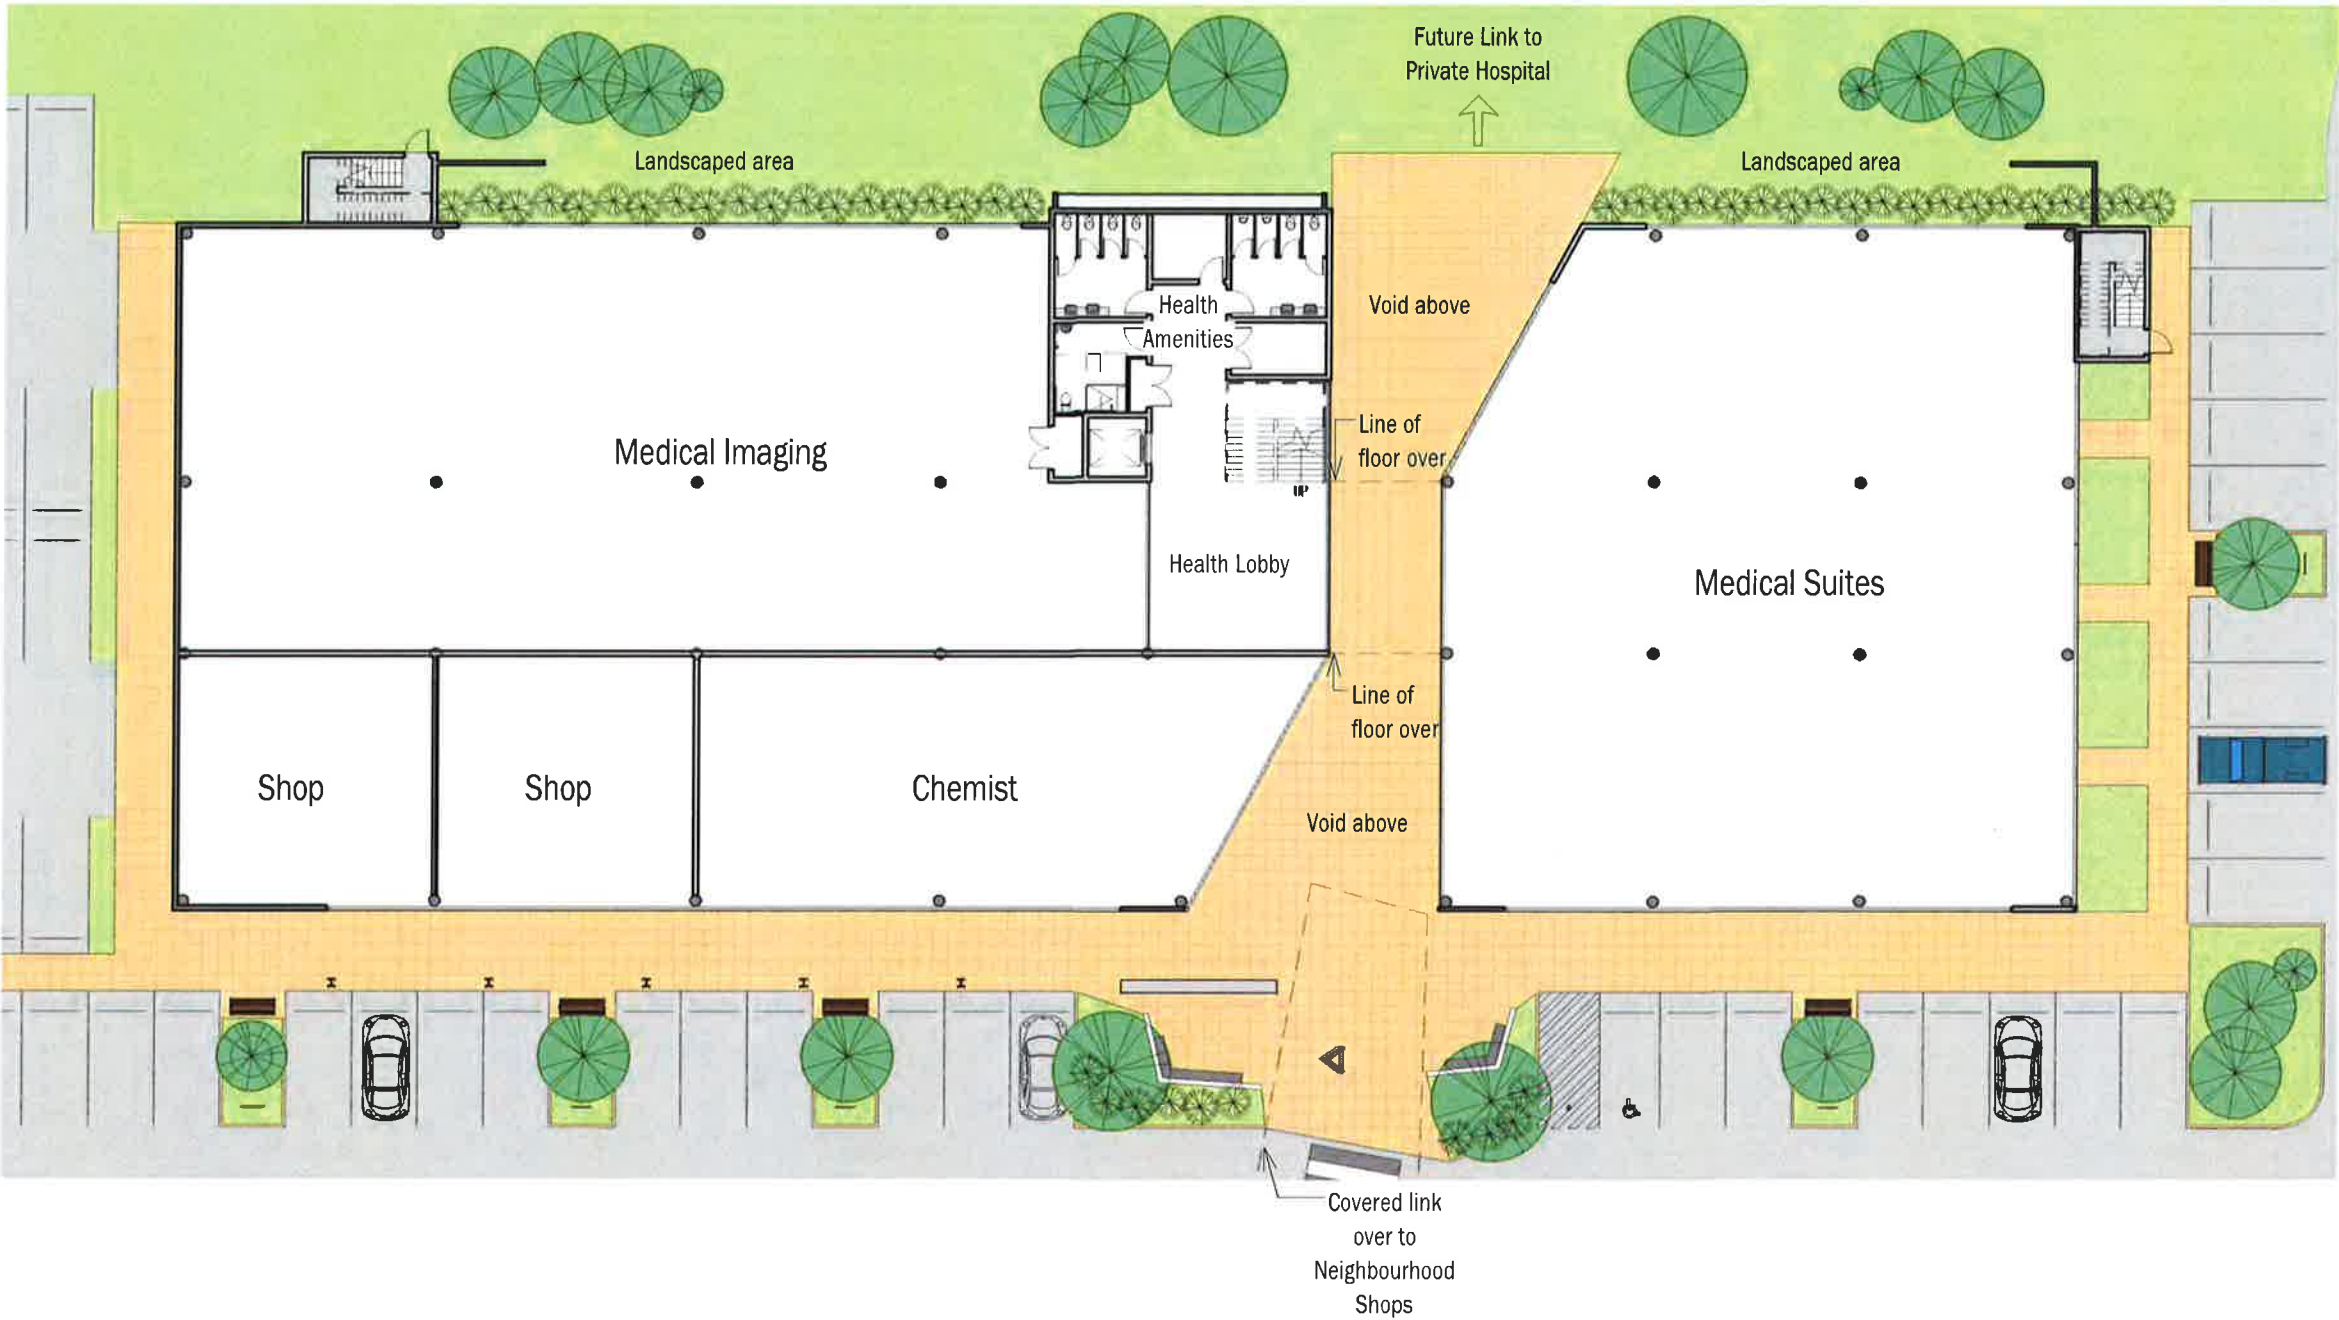 Future Link to
Private Hospital
Landscaped area
Landscaped area
Health
Amenities
Void above
Line of
floor over
Medical Imaging
UP
Health Lobby
Medical Suites
Line of
floor over
Shop
Shop
Chemist
Void above
Covered link
over to
Neighbourhood
Shops